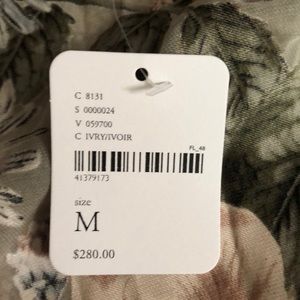 C 8131
S 0000024
V 059700
C IVRY/IVOIR
FL_48
41379173
size
M
$280.00